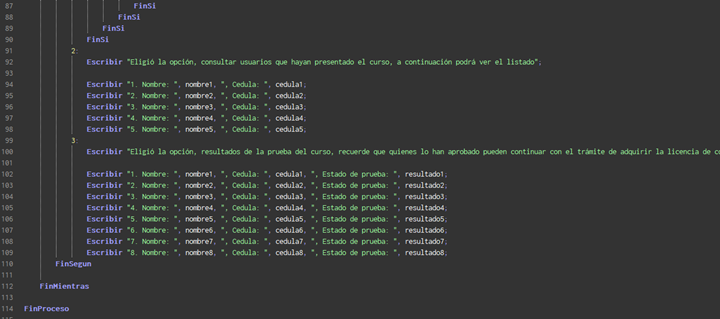 87 FinSi
88 FinSi
89 FinSi
90 FinSi
91 2:
92 Escribir "Eligió la opción, consultar usuarios que hayan presentado el curso, a continuación podrá ver el listado";
93
94 Escribir "1. Nombre: ", nombre1, ", Cedula: ", cedula1;
95 Escribir "2. Nombre: ", nombre2, ", Cedula: ", cedula2;
96 Escribir "3. Nombre: ", nombre3, ", Cedula: ", cedula3;
97 Escribir "4. Nombre: ", nombre4, ", Cedula: ", cedula4;
98 Escribir "5. Nombre: ", nombre5, ", Cedula: ", cedula5;
99 3:
100 Escribir "Eligió la opción, resultados de la prueba del curso, recuerde que quienes lo han aprobado pueden continuar con el trámite de adquirir la licencia de co
101
102 Escribir "1. Nombre: ", nombre1, ", Cedula: ", cedula1, ", Estado de prueba: ", resultado1;
103 Escribir "2. Nombre: ", nombre2, ", Cedula: ", cedula2, ", Estado de prueba: ", resultado2;
104 Escribir "3. Nombre: ", nombre3, ", Cedula: ", cedula3, ", Estado de prueba: ", resultado3;
105 Escribir "4. Nombre: ", nombre4, ", Cedula: ", cedula4, ", Estado de prueba: ", resultado4;
106 Escribir "5. Nombre: ", nombre5, ", Cedula: ", cedula5, ", Estado de prueba: ", resultado5;
107 Escribir "6. Nombre: ", nombre6, ", Cedula: ", cedula6, ", Estado de prueba: ", resultado6;
108 Escribir "7. Nombre: ", nombre7, ", Cedula: ", cedula7, ", Estado de prueba: ", resultado7;
109 Escribir "8. Nombre: ", nombre8, ", Cedula: ", cedula8, ", Estado de prueba: ", resultado8;
110 FinSegun
111
112 FinMientras
113
114 FinProceso